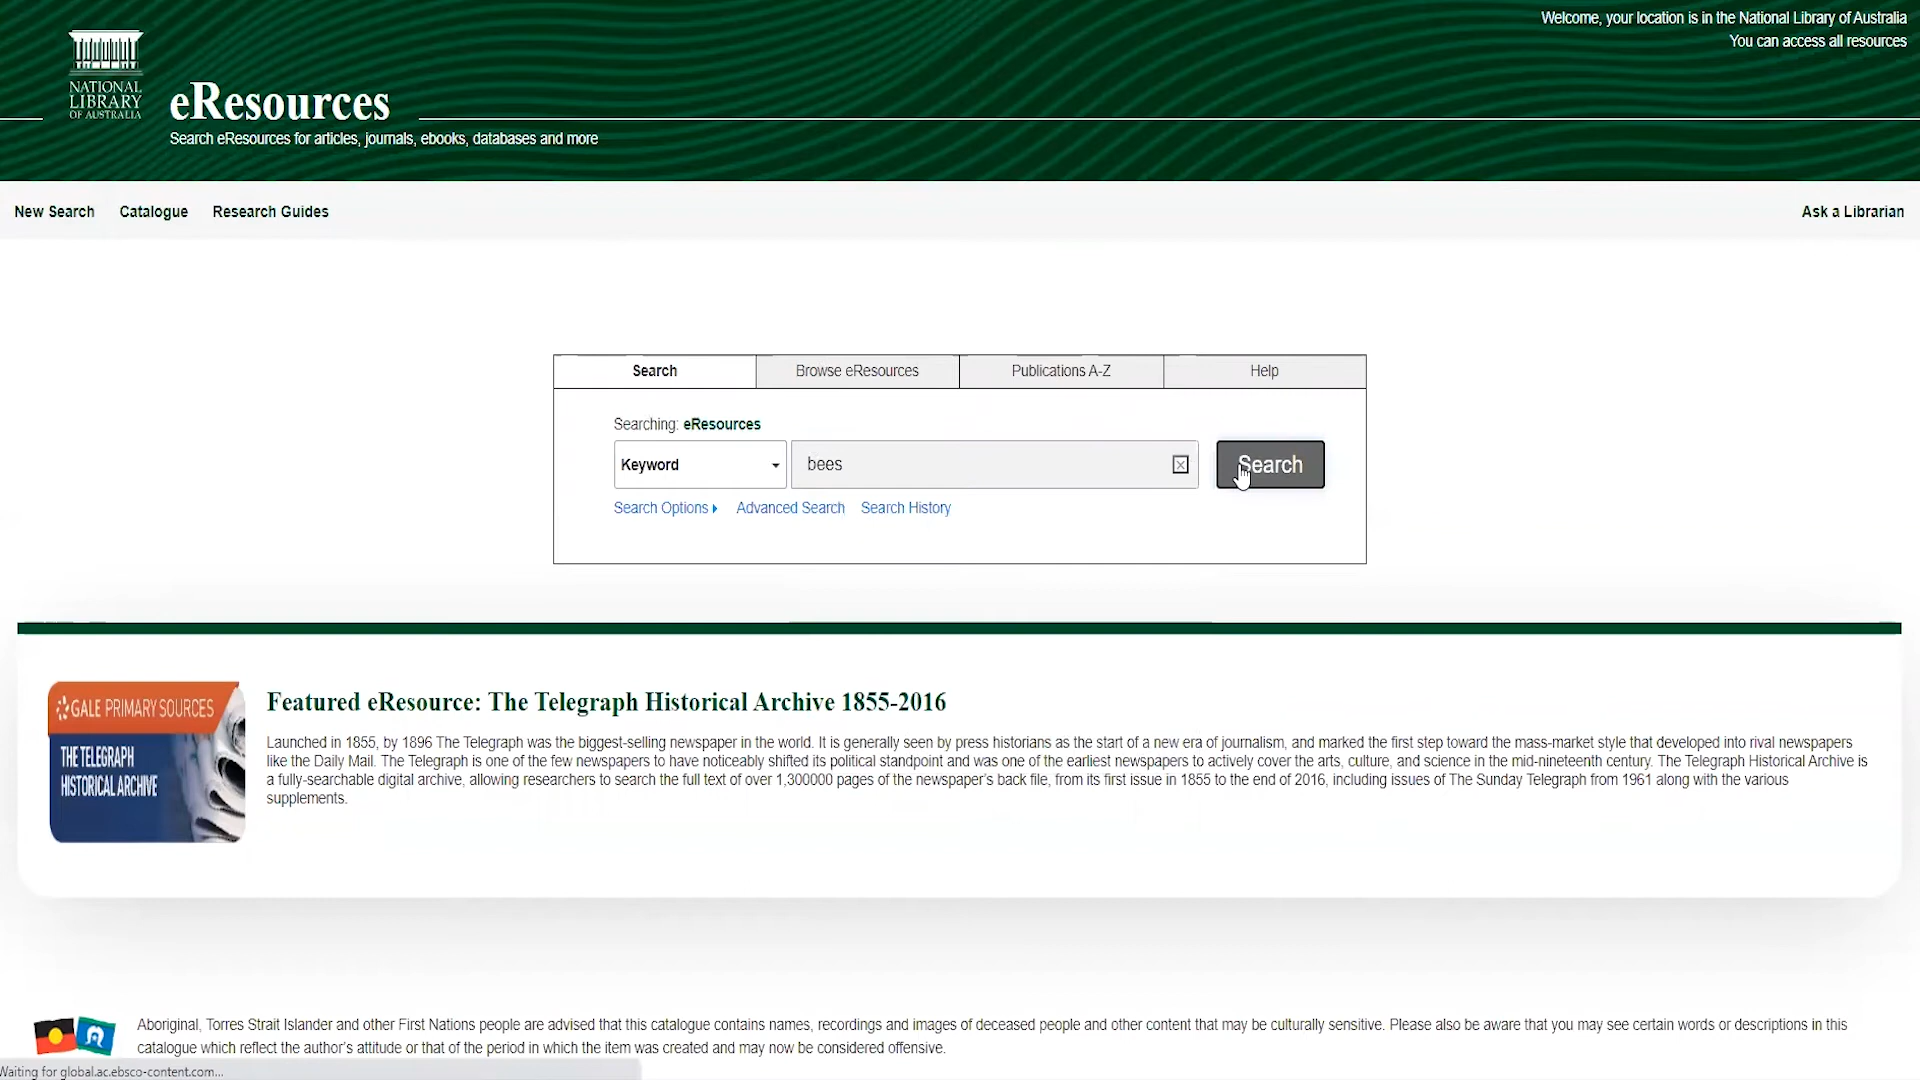 Welcome, your location is in the National Library of Australia
You can access all resources
NATIONAL
LIBRARY
OF AUSTRALIA
eResources
Search eResources for articles, journals, ebooks, databases and more
New Search Catalogue Research Guides Ask a Librarian
Search Browse eResources Publications A-Z Help
Searching: eResources
Keyword bees Search
Search Options Advanced Search Search History
GALE PRIMARY SOURCES
THE TELEGRAPH
HISTORICAL ARCHIVE
Featured eResource: The Telegraph Historical Archive 1855-2016
Launched in 1855, by 1896 The Telegraph was the biggest-selling newspaper in the world. It is generally seen by press historians as the start of a new era of journalism, and marked the first step toward the mass-market style that developed into rival newspapers
like the Daily Mail. The Telegraph is one of the few newspapers to have noticeably shifted its political standpoint and was one of the earliest newspapers to actively cover the arts, culture, and science in the mid-nineteenth century. The Telegraph Historical Archive is
a fully-searchable digital archive, allowing researchers to search the full text of over 1,300000 pages of the newspaper's back file, from its first issue in 1855 to the end of 2016, including issues of The Sunday Telegraph from 1961 along with the various
supplements.
Aboriginal, Torres Strait Islander and other First Nations people are advised that this catalogue contains names, recordings and images of deceased people and other content that may be culturally sensitive. Please also be aware that you may see certain words or descriptions in this
catalogue which reflect the author's attitude or that of the period in which the item was created and may now be considered offensive.
Waiting for global.ac.ebsco-content.com...